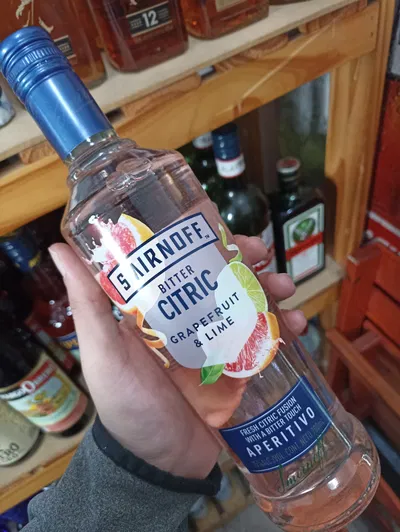 12
SMIRNOFF
BITTER
CITRIC
GRAPEFRUIT
& LIME
FRESH CITRIC FUSION
WITH A BITTER TOUCH
APERITIVO